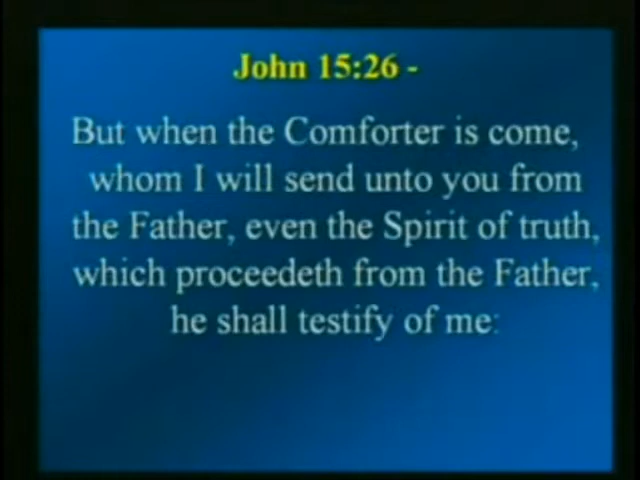 John 15:26 -
But when the Comforter is come,
whom I will send unto you from
the Father, even the Spirit of truth,
which proceedeth from the Father,
he shall testify of me: